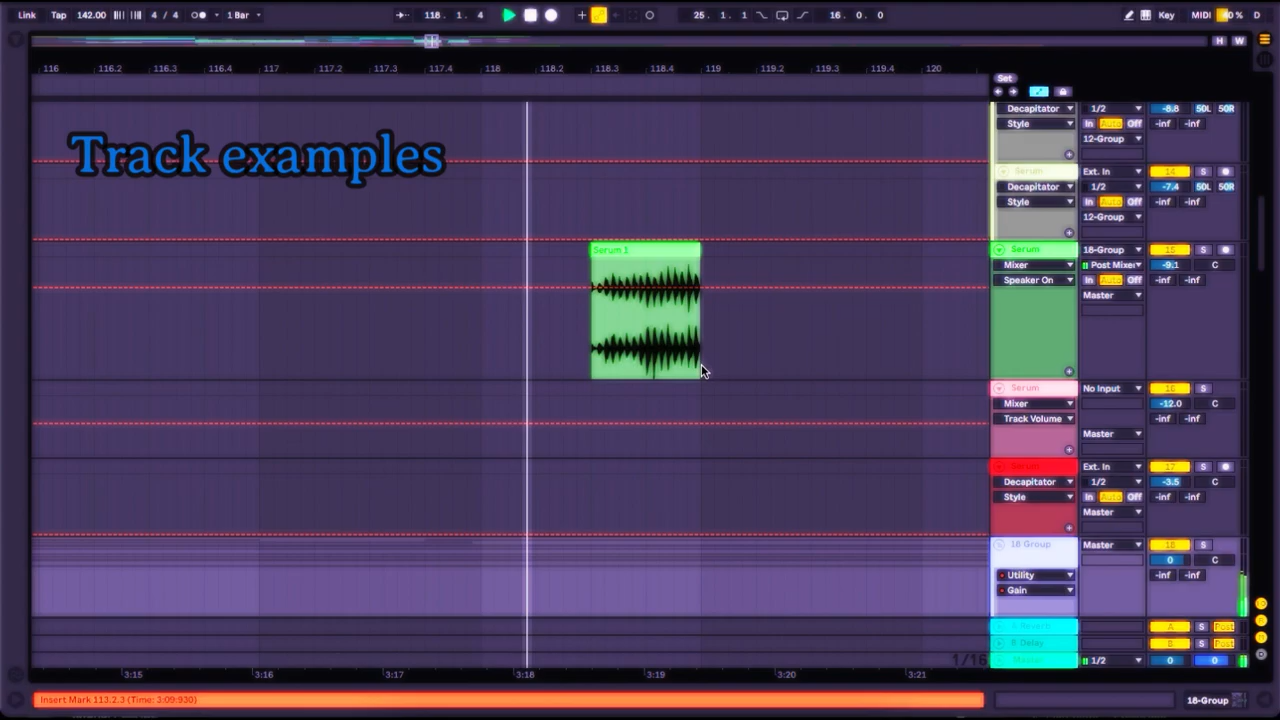 Link Tap 142.00 4 / 4 1 Bar 118. 1. 4 25. 1. 1 16. 0. 0 Key MIDI 40 % D
H W
116 116.2 116.3 116.4 117 117.2 117.3 117.4 118 118.2 118.3 118.4 119 119.2 119.3 119.4 120
Set
Decapitator 1/2 -8.8 50L 50R
Style In Auto Off -inf -inf
12-Group
Track examples
Serum Ext. In 14 S
Decapitator 1/2 -7.4 50L 50R
Style In Auto Off -inf -inf
12-Group
Serum 1
Serum 18-Group 15 S
Mixer Post Mixer -9.1 C
Speaker On In Auto Off -inf -inf
Master
Serum No Input 16 S
Mixer -12.0 C
Track Volume -inf -inf
Master
Serum Ext. In 17 S
Decapitator 1/2 -3.5 C
Style In Auto Off -inf -inf
Master
18 Group Master 18 S
0 C
Utility -inf -inf
Gain
A Reverb A S Post
B Delay B S Post
1/16 Master 1/2 0 0
3:15 3:16 3:17 3:18 3:19 3:20 3:21
Insert Mark 113.2.3 (Time: 3:09:930) 18-Group